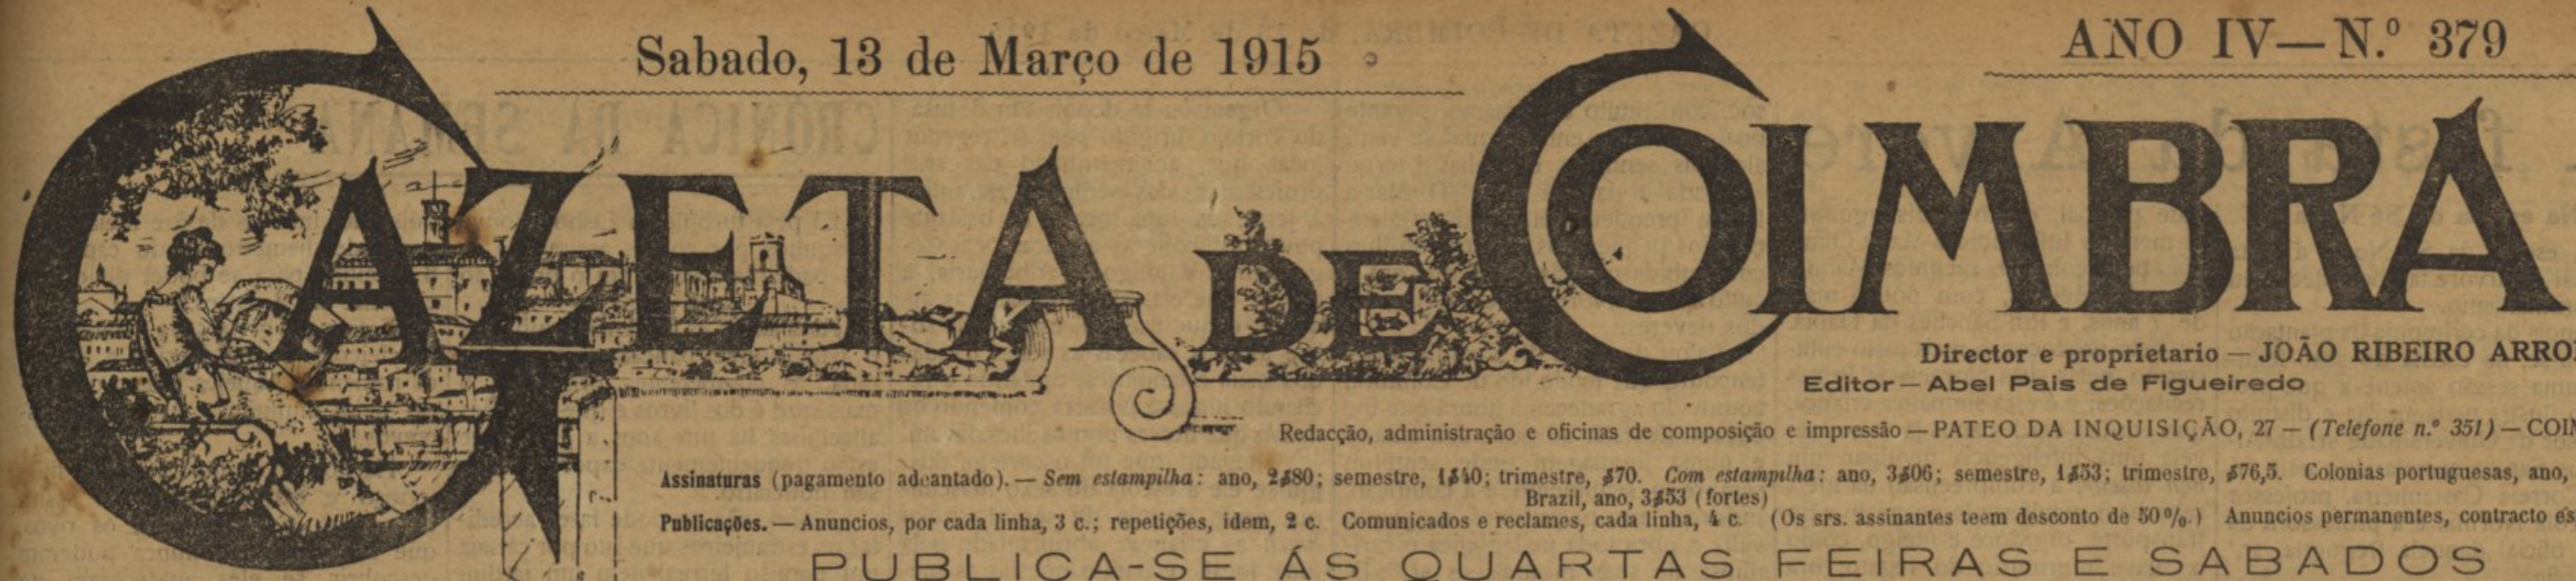 Sabado, 13 de Março de 1915
ANO IV—N.º 379
GAZETA DE COIMBRA
Director e proprietario — JOÃO RIBEIRO
Editor — Abel Pais de Figueiredo
Redacção, administração e oficinas de composição e impressão — PATEO DA INQUISIÇÃO, 27 — (Telefone n.º 351) —
Assinaturas (pagamento adeantado). — Sem estampilha: ano, 2$80; semestre, 1$40; trimestre, $70. Com estampilha: ano, 3$06; semestre, 1$53; trimestre, $76,5. Colonias portuguesas, ano,
Brazil, ano, 3$53 (fortes)
Publicações. — Anuncios, por cada linha, 3 c.; repetições, idem, 2 c. Comunicados e reclames, cada linha, 4 c. (Os srs. assinantes teem desconto de 50%.) Anuncios permanentes, contracto
PUBLICA-SE ÁS QUARTAS FEIRAS E SABADOS